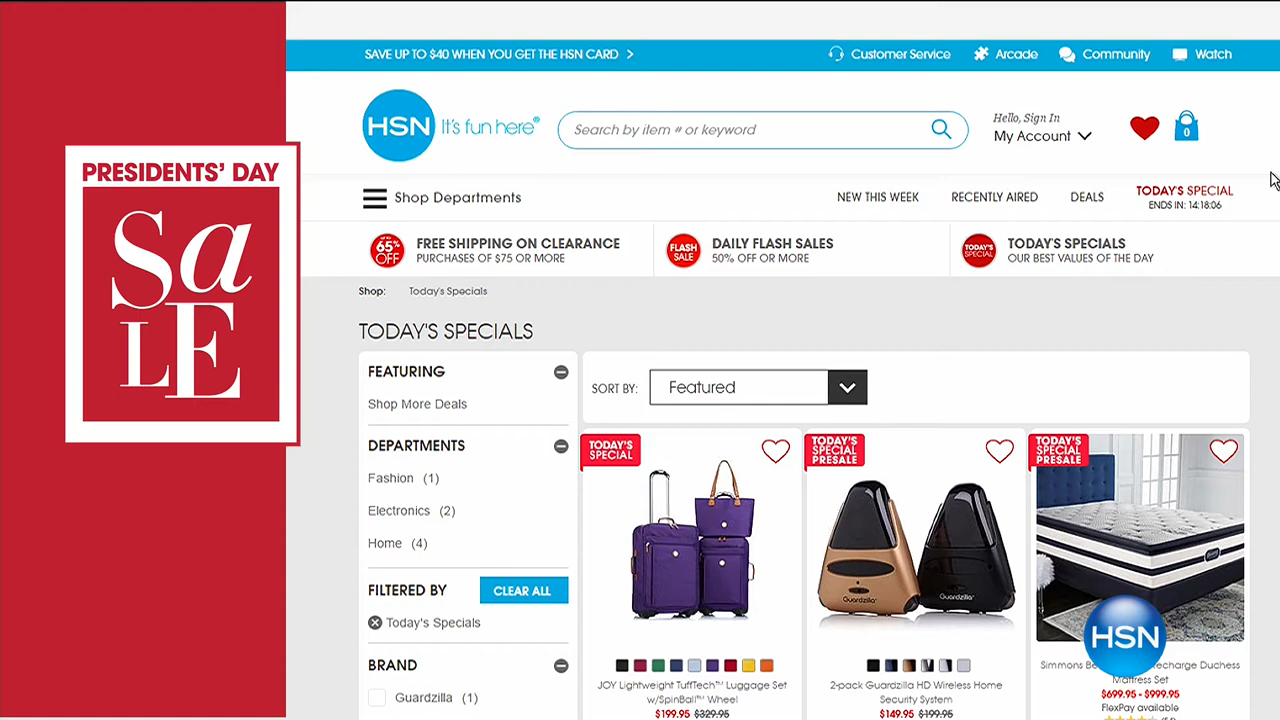 PRESIDENTS' DAY
Sa
LE
SAVE UP TO $40 WHEN YOU GET THE HSN CARD >
Customer Service
Arcade
Community
Watch
HSN It's fun here®
Search by item # or keyword
Hello, Sign In
My Account
0
Shop Departments
NEW THIS WEEK
RECENTLY AIRED
DEALS
TODAY'S SPECIAL
ENDS IN: 14:18:06
65%
OFF
FREE SHIPPING ON CLEARANCE
PURCHASES OF $75 OR MORE
FLASH
SALE
DAILY FLASH SALES
50% OFF OR MORE
TODAY'S
SPECIAL
TODAY'S SPECIALS
OUR BEST VALUES OF THE DAY
Shop: Today's Specials
TODAY'S SPECIALS
FEATURING
Shop More Deals
DEPARTMENTS
Fashion (1)
Electronics (2)
Home (4)
FILTERED BY
CLEAR ALL
Today's Specials
BRAND
Guardzilla (1)
SORT BY:
Featured
TODAY'S
SPECIAL
JOY Lightweight TuffTech™ Luggage Set
w/SpinBall™ Wheel
$199.95 $329.95
TODAY'S
SPECIAL
PRESALE
Guardzilla
Guardzilla
2-pack Guardzilla HD Wireless Home
Security System
$149.95 $199.95
TODAY'S
SPECIAL
PRESALE
HSN
Simmons Recharge Duchess
Mattress Set
$699.95 - $999.95
FlexPay available